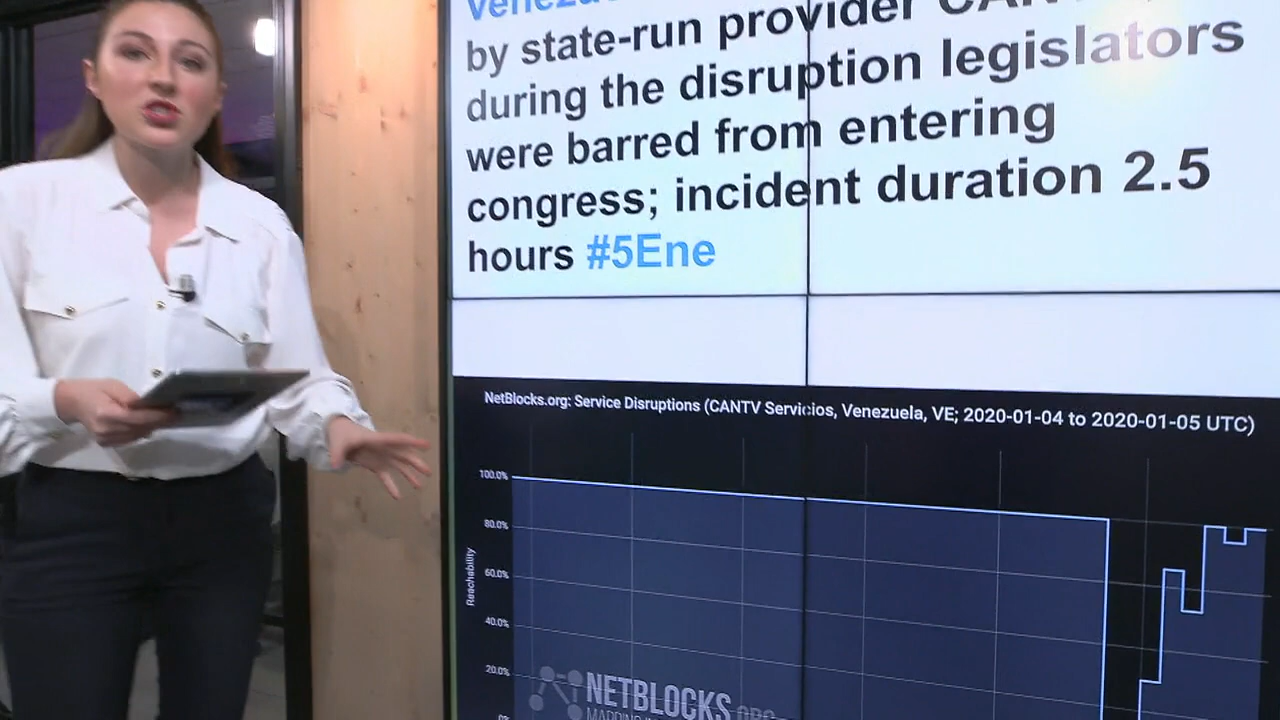 by state-run provider
during the disruption legislators
were barred from entering
congress; incident duration 2.5
hours #5Ene
NetBlocks.org: Service Disruptions (CANTV Servicios, Venezuela, VE; 2020-01-04 to 2020-01-05 UTC)
100.0%
80.0%
60.0%
40.0%
20.0%
0%
Reachability
NETBLOCKS.ORG